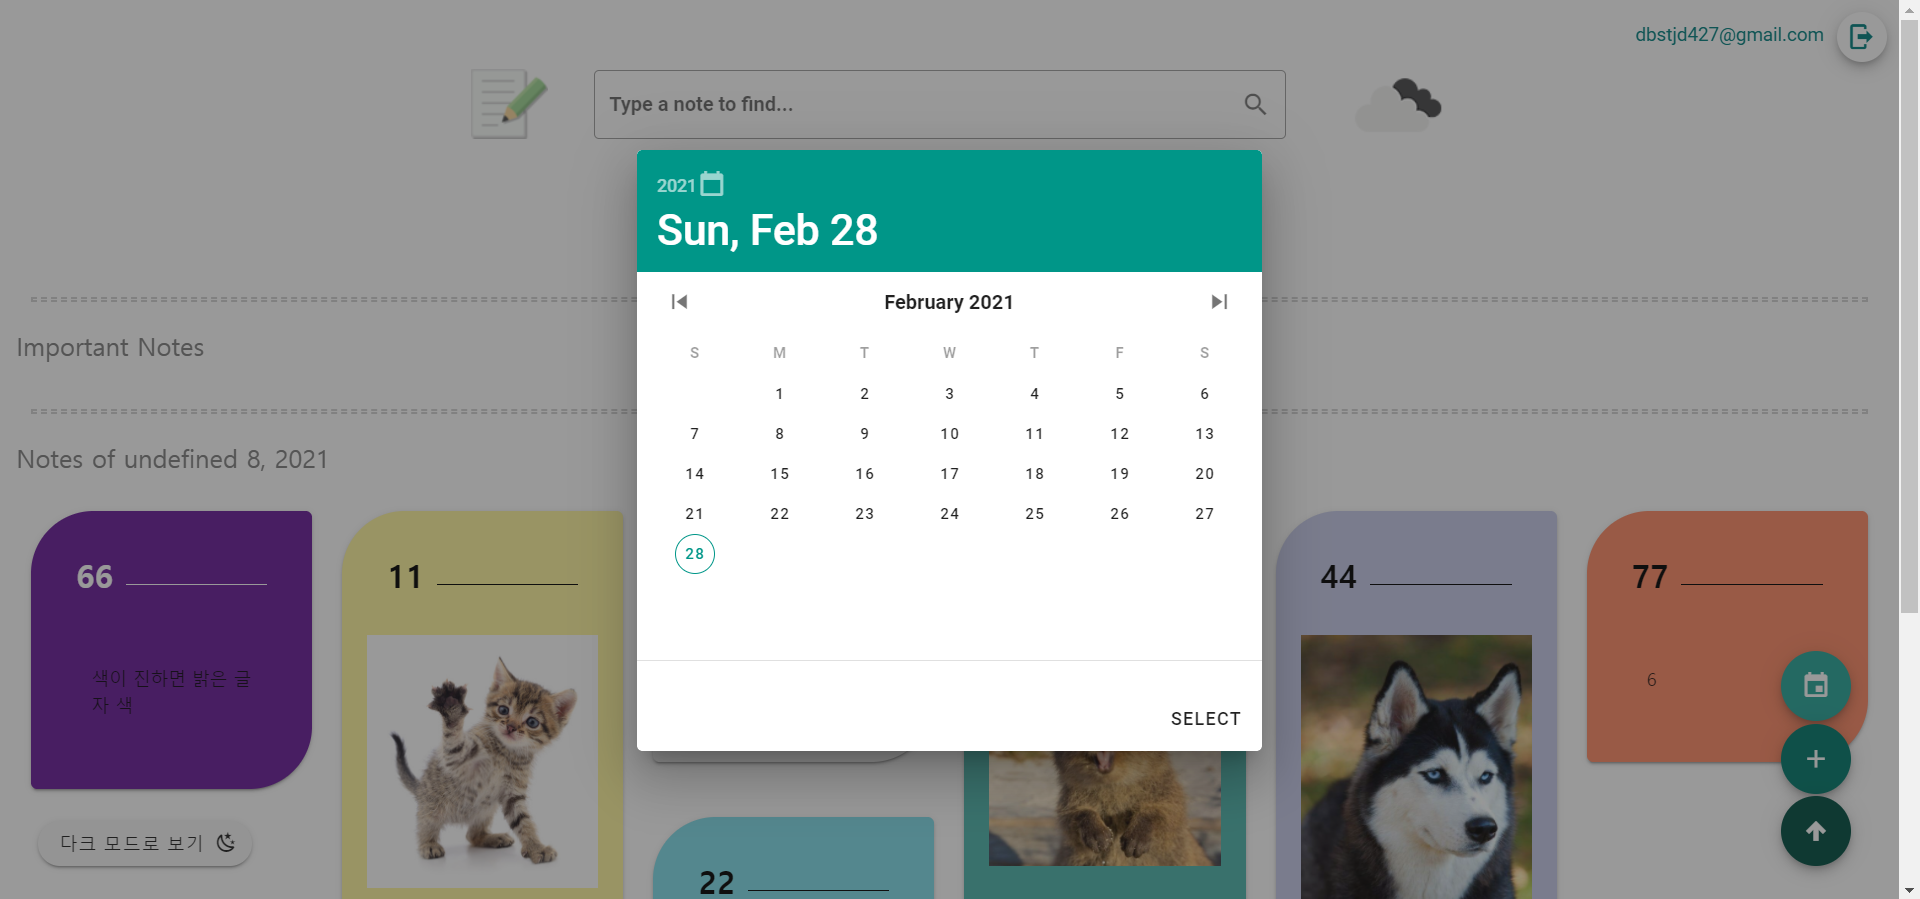 dbstjd427@gmail.com
Type a note to find...
2021
Sun, Feb 28
February 2021
S M T W T F S
1 2 3 4 5 6
7 8 9 10 11 12 13
14 15 16 17 18 19 20
21 22 23 24 25 26 27
28
SELECT
Important Notes
Notes of undefined 8, 2021
66
색이 진하면 밝은 글
자 색
11
22
44
77
6
다크 모드로 보기